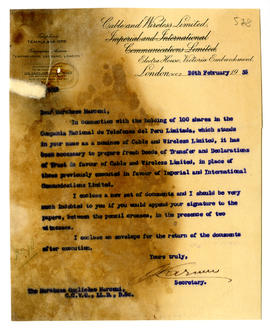 578
Cable and Wireless Limited,
Imperial and International
Communications Limited,
Electra House, Victoria Embankment,
London, W.C.2. 26th February 1935
Dear Marchese Marconi,
In connection with the holding of 100 shares in the
Compania Nacional de Telefonos del Peru Limitada, which stands
in your name as a nominee of Cable and Wireless Limited, it has
been necessary to prepare fresh Deeds of Transfer and Declarations
of Trust in favour of Cable and Wireless Limited, in place of
those previously executed in favour of Imperial and International
Communications Limited.
I enclose a new set of documents and I should be very
much indebted to you if you would append your signature to the
papers, between the pencil crosses, in the presence of two
witnesses.
I enclose an envelope for the return of the documents
after execution.
Yours truly,
Secretary.
The Marchese Guglielmo Marconi,
G.C.V.O., LL.D., D.Sc.